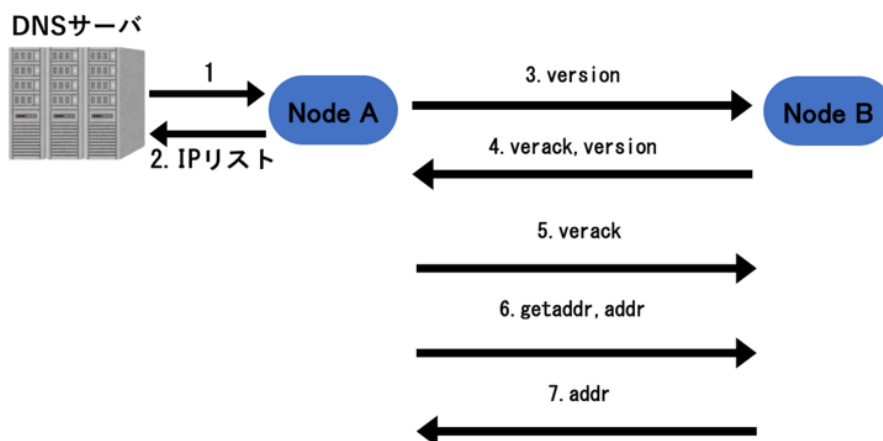 DNSサーバ
1
Node A
2. IPリスト
3. version
Node B
4. verack, version
5. verack
6. getaddr, addr
7. addr